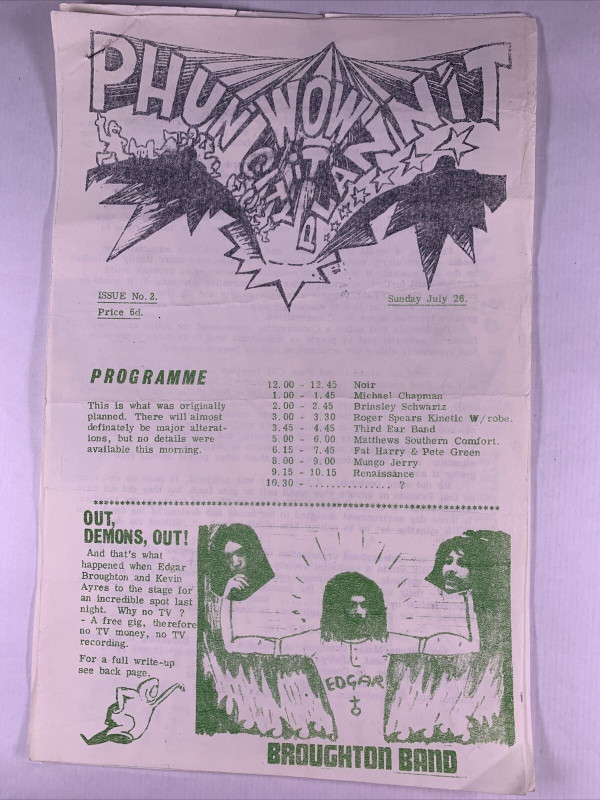 PHUN CITY
WOW IT
PLANNIT
ISSUE No. 2.
Price 6d.
Sunday July 26.
PROGRAMME
This is what was originally
planned. There will almost
definately be major alterat-
ions, but no details were
available this morning.
12.00 - 12.45 Noir
1.00 - 1.45 Michael Chapman
2.00 - 2.45 Brinsley Schwartz
3.00 - 3.30 Roger Spears Kinetic W/robe.
3.45 - 4.45 Third Ear Band
5.00 - 6.00 Matthews Southern Comfort.
6.15 - 7.45 Fat Harry & Pete Green
8.00 - 9.00 Mungo Jerry
9.15 - 10.15 Renaissance
10.30 - ............... ?
OUT,
DEMONS, OUT!
And that's what
happened when Edgar
Broughton and Kevin
Ayres to the stage for
an incredible spot last
night. Why no TV ?
- A free gig, therefore
no TV money, no TV
recording.
For a full write-up
see back page.
EDGAR
BROUGHTON BAND